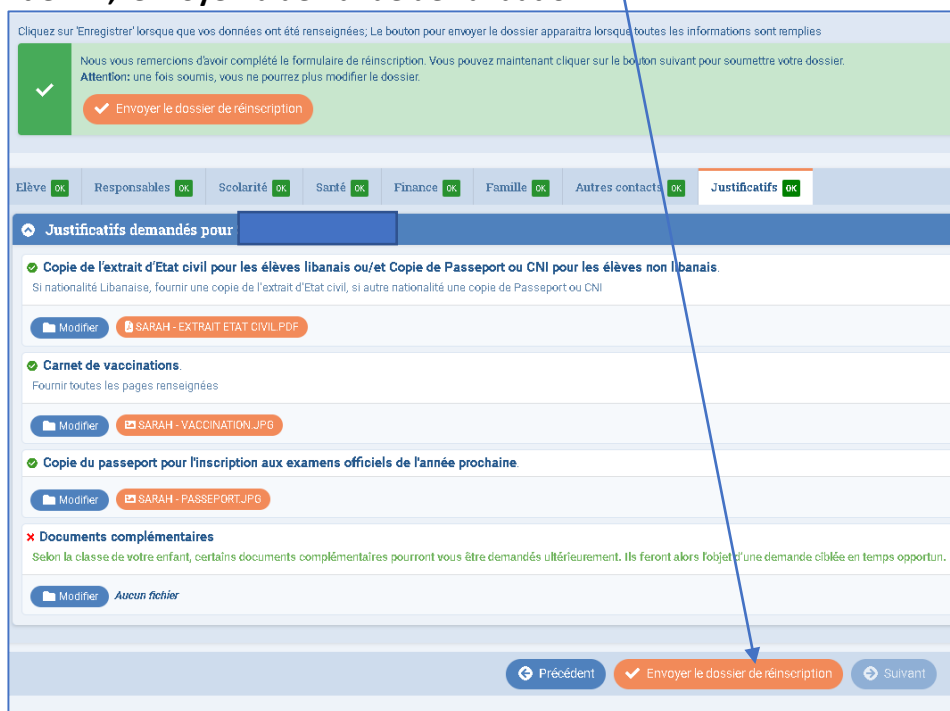 Cliquez sur 'Enregistrer' lorsque que vos données ont été renseignées; Le bouton pour envoyer le dossier apparaitra lorsque toutes les informations sont remplies
Nous vous remercions d'avoir complété le formulaire de réinscription. Vous pouvez maintenant cliquer sur le bouton suivant pour soumettre votre dossier.
Attention: une fois soumis, vous ne pourrez plus modifier le dossier.
Envoyer le dossier de réinscription
Elève OK Responsables OK Scolarité OK Santé OK Finance OK Famille OK Autres contacts OK Justificatifs OK
Justificatifs demandés pour
Copie de l'extrait d'Etat civil pour les élèves libanais ou/et Copie de Passeport ou CNI pour les élèves non libanais.
Si nationalité Libanaise, fournir une copie de l'extrait d'Etat civil, si autre nationalité une copie de Passeport ou CNI
Modifier SARAH - EXTRAIT ETAT CIVIL.PDF
Carnet de vaccinations.
Fournir toutes les pages renseignées
Modifier SARAH - VACCINATION.JPG
Copie du passeport pour l'inscription aux examens officiels de l'année prochaine.
Modifier SARAH - PASSEPORT.JPG
Documents complémentaires
Selon la classe de votre enfant, certains documents complémentaires pourront vous être demandés ultérieurement. Ils feront alors l'objet d'une demande ciblée en temps opportun.
Modifier Aucun fichier
Précédent Envoyer le dossier de réinscription Suivant